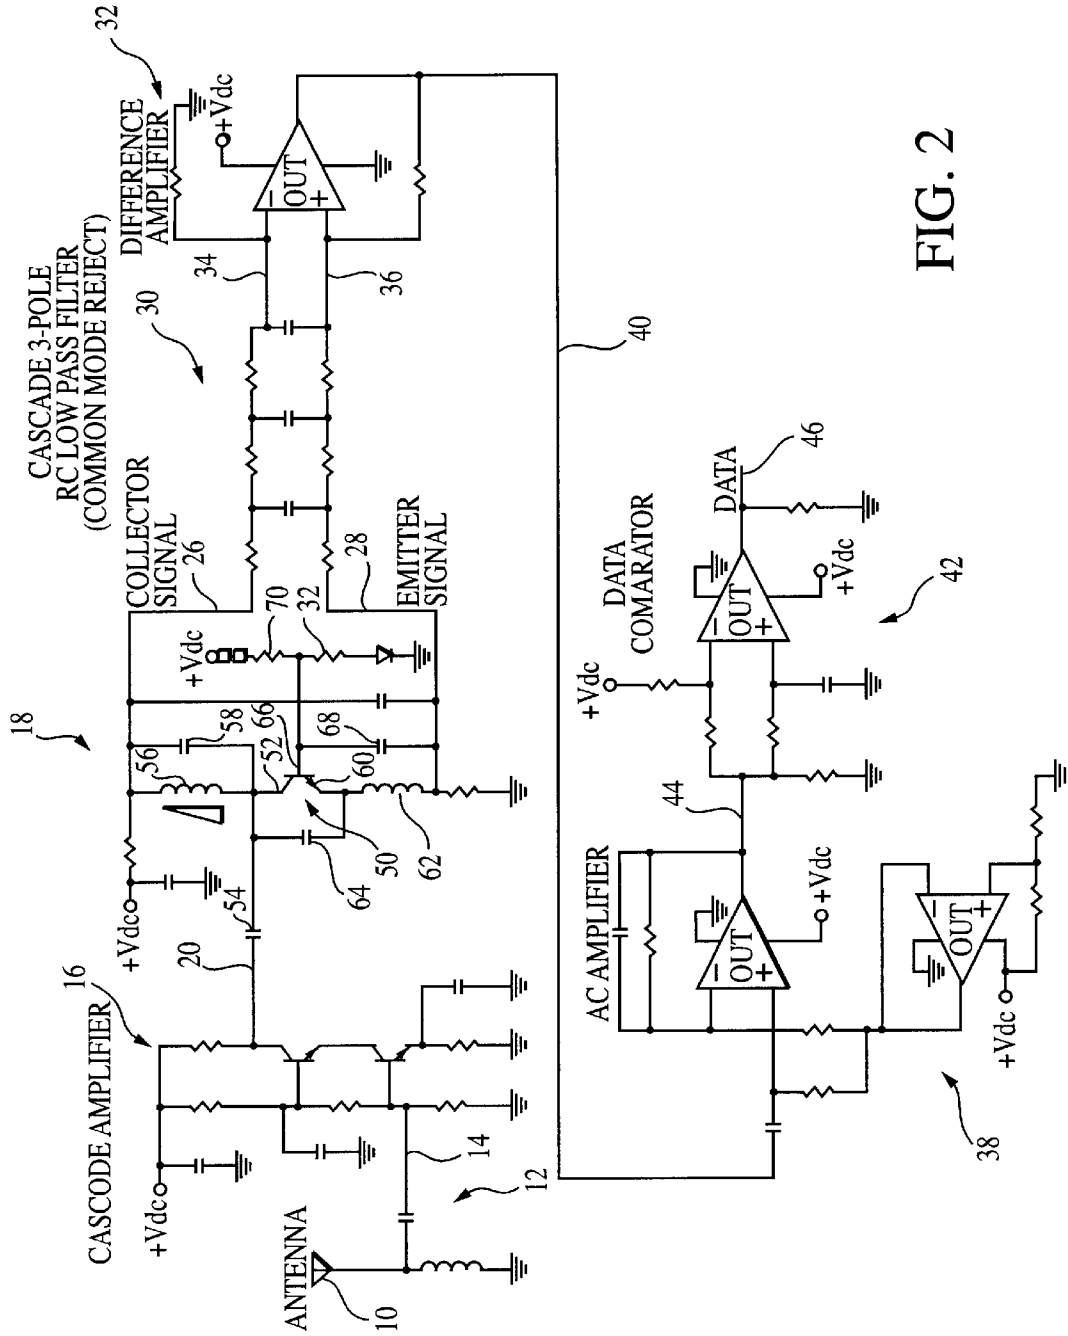 CASCADE 3-POLE
RC LOW PASS FILTER
(COMMON MODE REJECT)
DIFFERENCE
AMPLIFIER
32
+Vdc
−
OUT
+
34
36
30
COLLECTOR
SIGNAL
26
EMITTER
SIGNAL
28
18
+Vdc
70
32
58
56
52
66
68
60
50
62
64
54
+Vdc
20
CASCODE AMPLIFIER
16
+Vdc
14
12
ANTENNA
10
40
FIG. 2
DATA
COMARATOR
+Vdc
−
OUT
+
+Vdc
DATA
46
42
44
AC AMPLIFIER
−
OUT
+
+Vdc
−
OUT
+
+Vdc
38